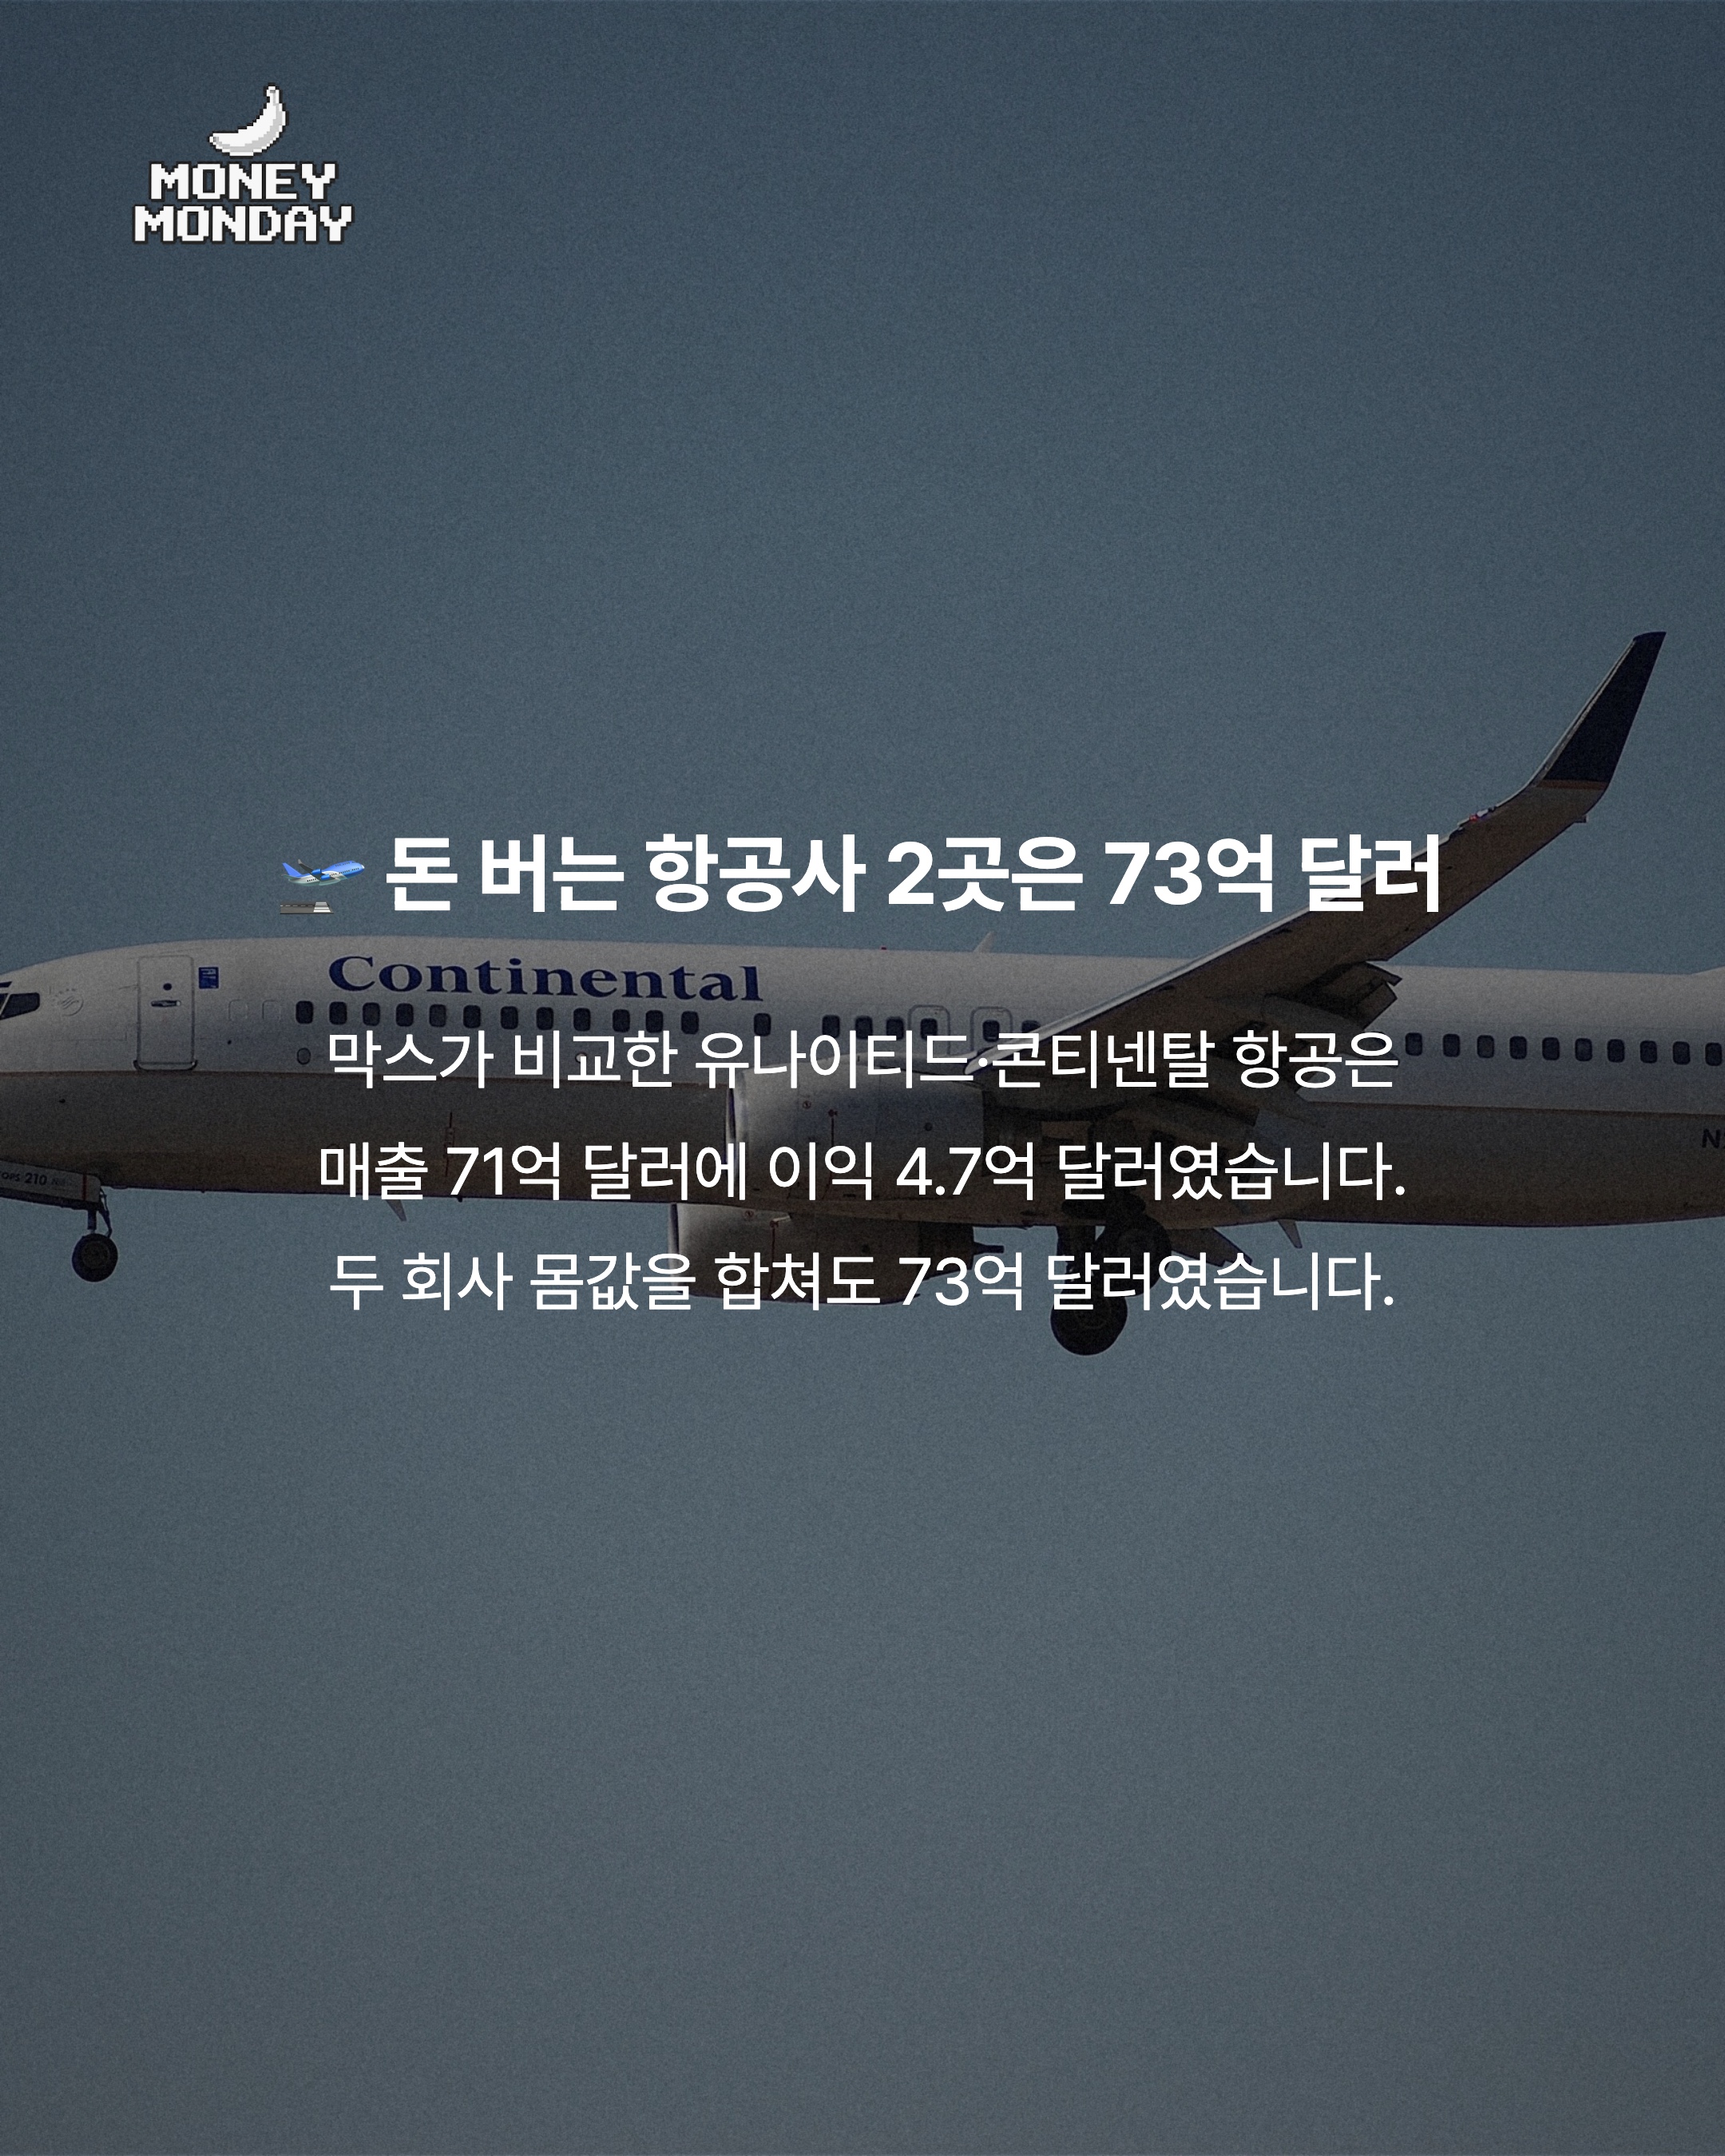 MONEY
MONDAY
🛫 돈 버는 항공사 2곳은 73억 달러
Continental
막스가 비교한 유나이티드·콘티넨탈 항공은
매출 71억 달러에 이익 4.7억 달러였습니다.
두 회사 몸값을 합쳐도 73억 달러였습니다.
N
210